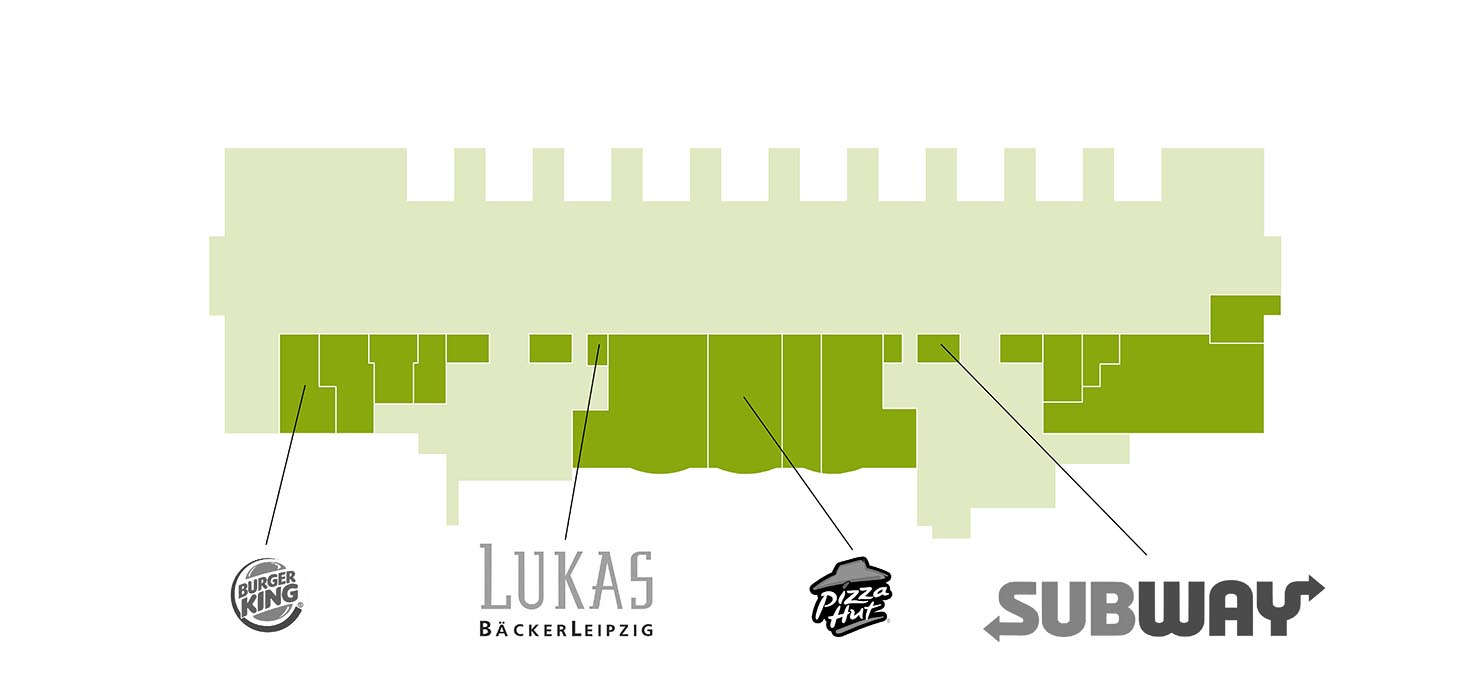 BURGER
KING®
LUKAS
BÄCKERLEIPZIG
Pizza
Hut
SUBWAY